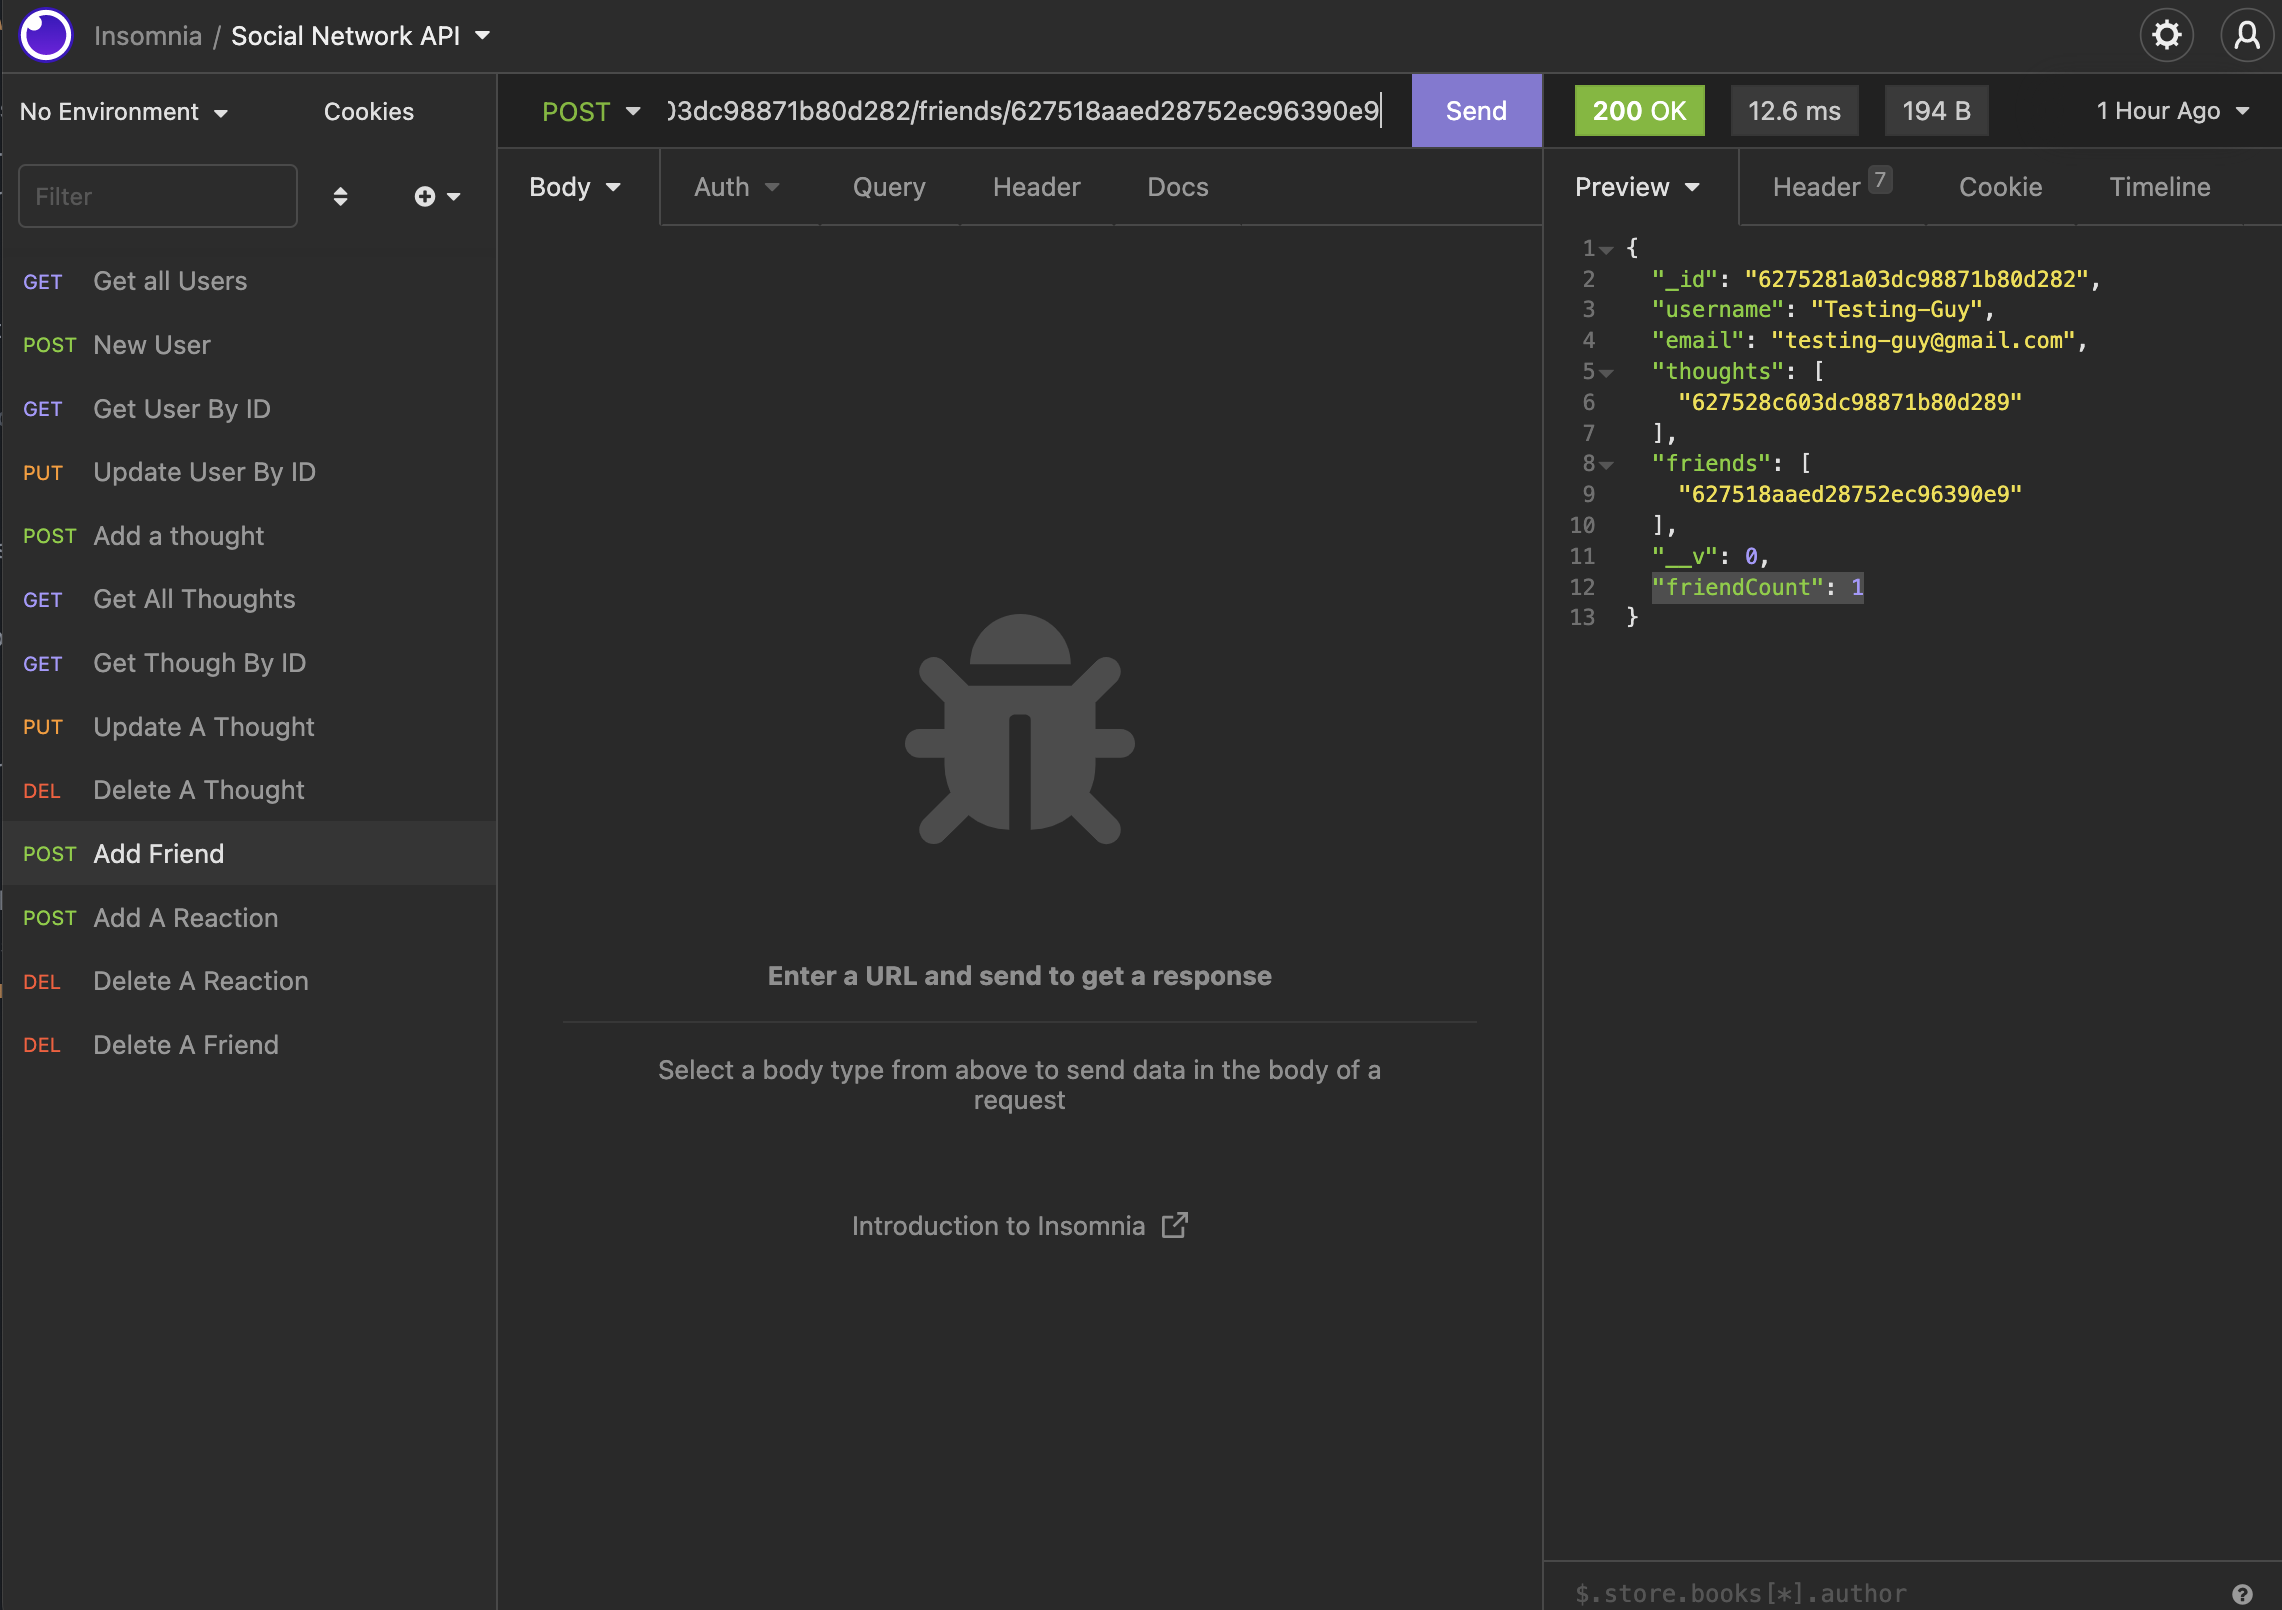 Insomnia / Social Network API
No Environment
Cookies
Filter
GET Get all Users
POST New User
GET Get User By ID
PUT Update User By ID
POST Add a thought
GET Get All Thoughts
GET Get Though By ID
PUT Update A Thought
DEL Delete A Thought
POST Add Friend
POST Add A Reaction
DEL Delete A Reaction
DEL Delete A Friend
POST 03dc98871b80d282/friends/627518aaed28752ec96390e9 Send
Body Auth Query Header Docs
Enter a URL and send to get a response
Select a body type from above to send data in the body of a
request
Introduction to Insomnia
200 OK 12.6 ms 194 B 1 Hour Ago
Preview Header 7 Cookie Timeline
1 {
2 "_id": "6275281a03dc98871b80d282",
3 "username": "Testing-Guy",
4 "email": "testing-guy@gmail.com",
5 "thoughts": [
6 "627528c603dc98871b80d289"
7 ],
8 "friends": [
9 "627518aaed28752ec96390e9"
10 ],
11 "__v": 0,
12 "friendCount": 1
13 }
$.store.books[*].author